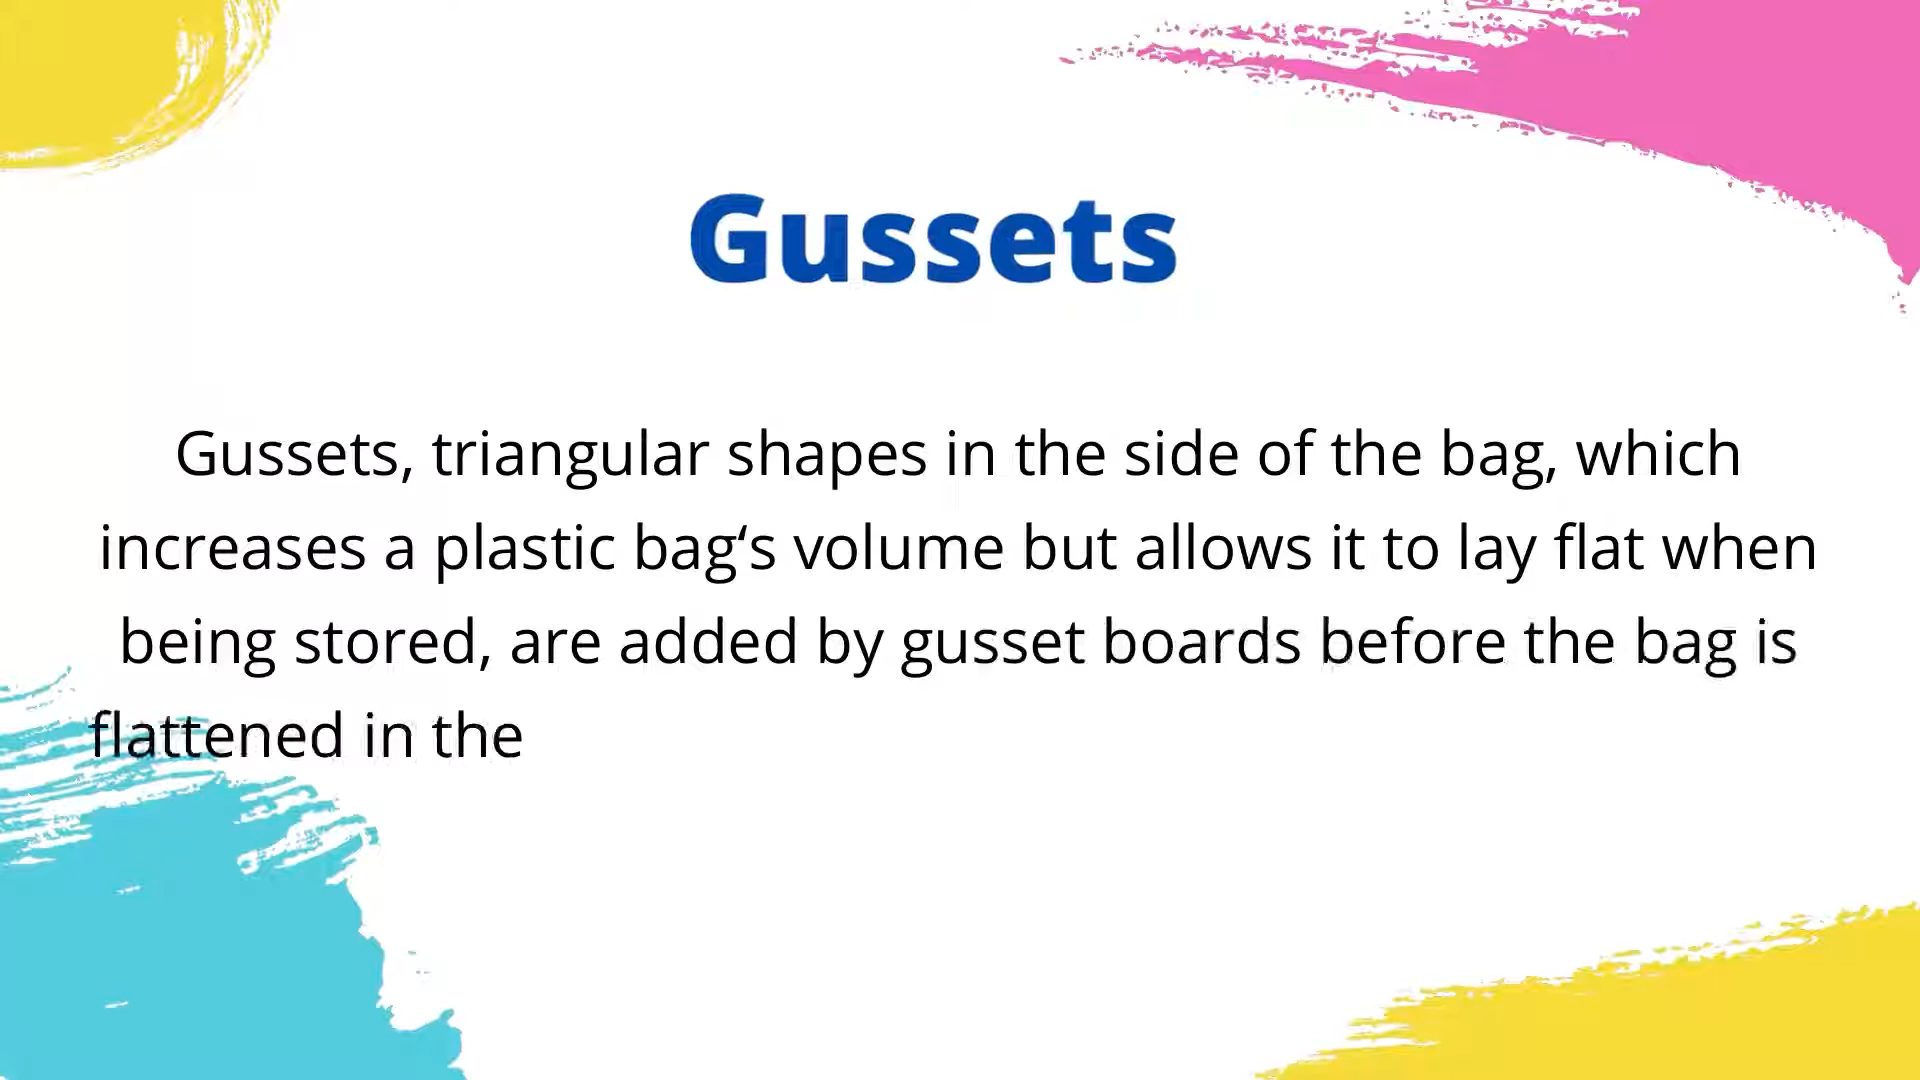 Gussets
Gussets, triangular shapes in the side of the bag, which
increases a plastic bag‘s volume but allows it to lay flat when
being stored, are added by gusset boards before the bag is
flattened in the